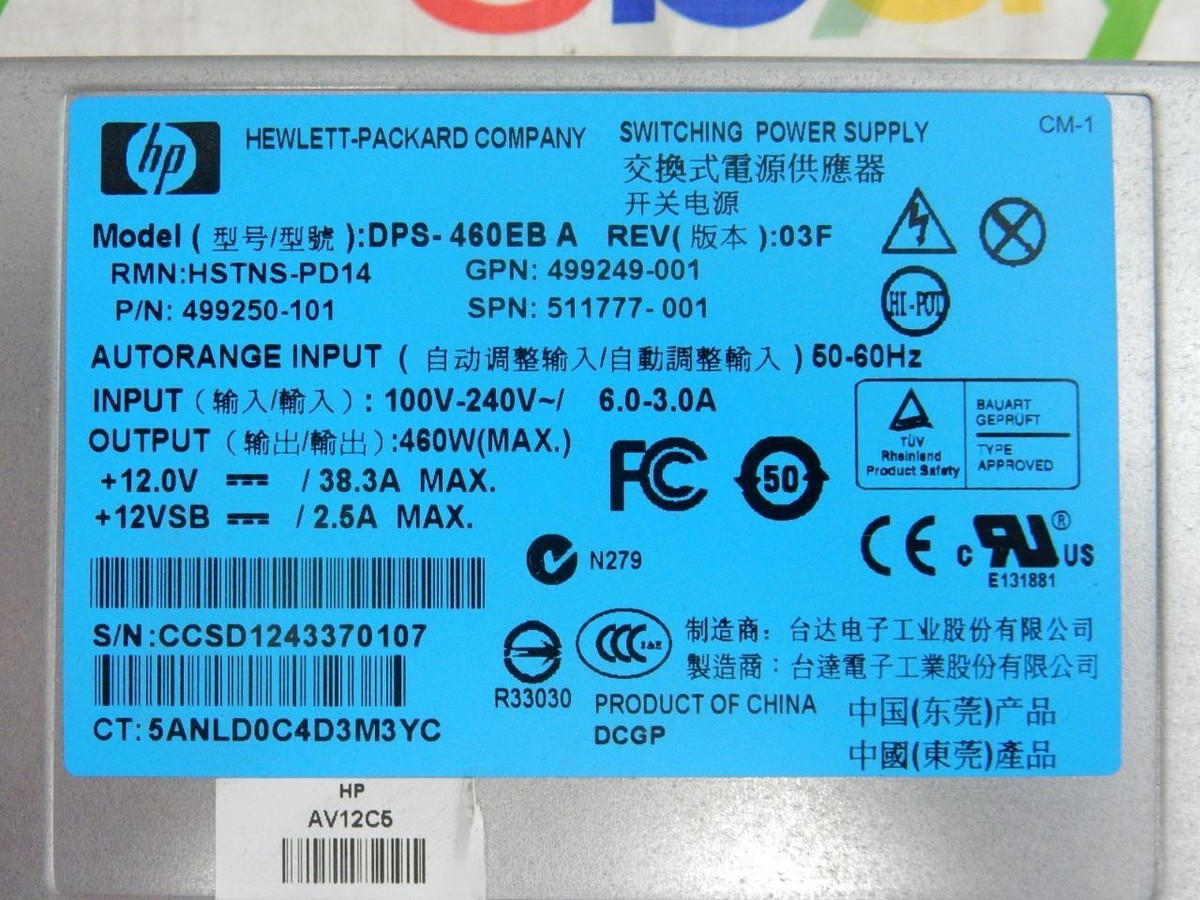 hp
HEWLETT-PACKARD COMPANY
SWITCHING POWER SUPPLY
CM-1
交換式電源供應器
开关电源
Model ( 型号/型號 ):DPS- 460EB A REV( 版本 ):03F
RMN:HSTNS-PD14 GPN: 499249-001
P/N: 499250-101 SPN: 511777- 001
HI-POT
AUTORANGE INPUT ( 自动调整输入/自動調整輸入 ) 50-60Hz
INPUT (输入/輸入) : 100V-240V~/ 6.0-3.0A
OUTPUT (输出/輸出) :460W(MAX.)
+12.0V / 38.3A MAX.
+12VSB / 2.5A MAX.
FC
50
TÜV
Rheinland
Product Safety
BAUART
GEPRÜFT
TYPE
APPROVED
N279
CE
c RU ® US
E131881
S/N:CCSD1243370107
CT: 5ANLD0C4D3M3YC
R33030
CCC S&E
制造商：台达电子工业股份有限公司
製造商：台達電子工業股份有限公司
PRODUCT OF CHINA
DCGP
中国(东莞)产品
中國(東莞)產品
HP
AV12C5